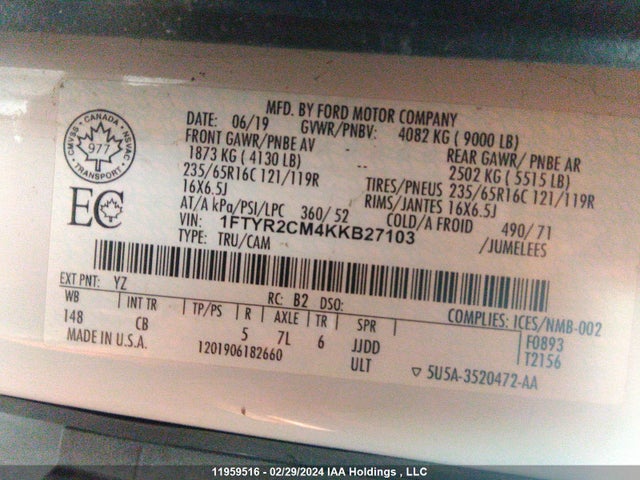 MFD. BY FORD MOTOR COMPANY
DATE: 06/19 GVWR/PNBV: 4082 KG ( 9000 LB)
FRONT GAWR/PNBE AV -- REAR GAWR/ PNBE AR
1873 KG ( 4130 LB) 2502 KG ( 5515 LB)
235/65R16C 121/119R TIRES/PNEUS 235/65R16C 121/119R
16X6.5J RIMS/JANTES 16X6.5J
AT/A kPa/PSI/LPC 360/ 52 COLD/A FROID 490/ 71
VIN: 1FTYR2CM4KKB27103 /JUMELEES
TYPE: TRU/CAM
CMVSS · CANADA · NSVAC
977
TRANSPORT
EC
EXT PNT: YZ RC: B2 DSO: COMPLIES: ICES/NMB-002
WB INT TR TP/PS R AXLE TR SPR F0893
148 CB 5 7L 6 JJDD T2156
MADE IN U.S.A. 1201906182660 ULT ▽ 5U5A-3520472-AA
11959516 - 02/29/2024 IAA Holdings , LLC